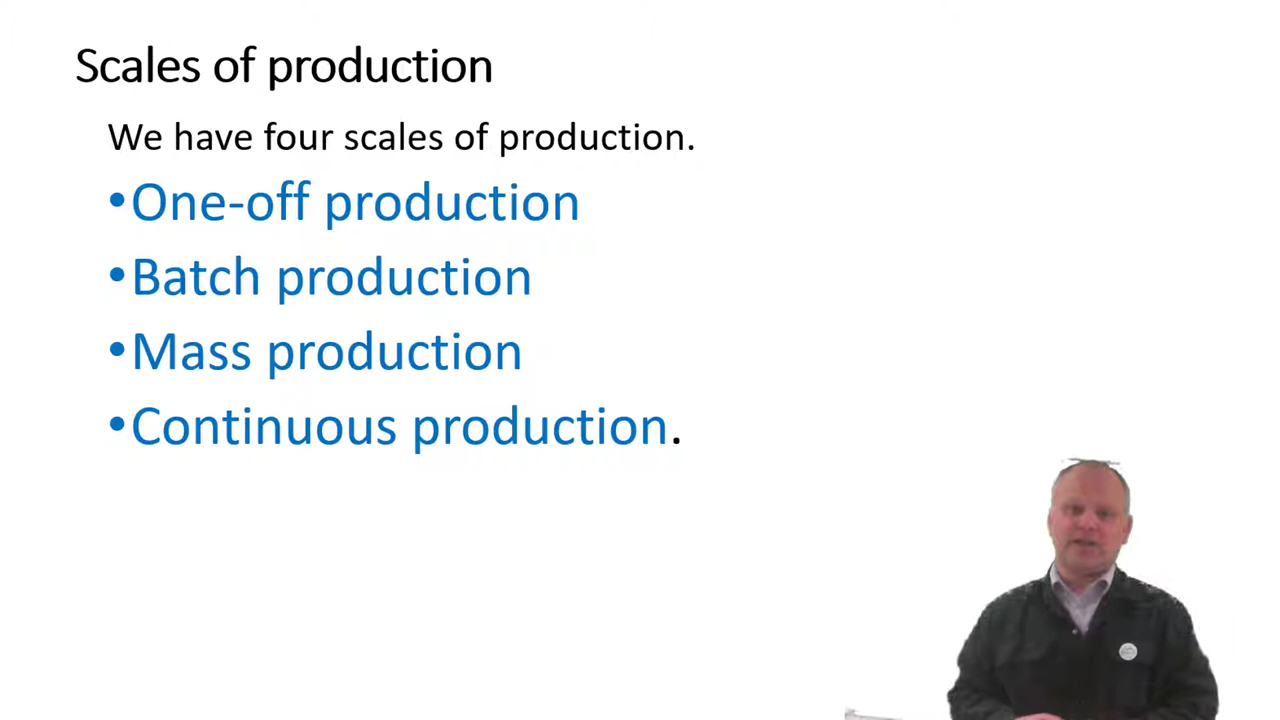 Scales of production
We have four scales of production.
•One-off production
•Batch production
•Mass production
•Continuous production.